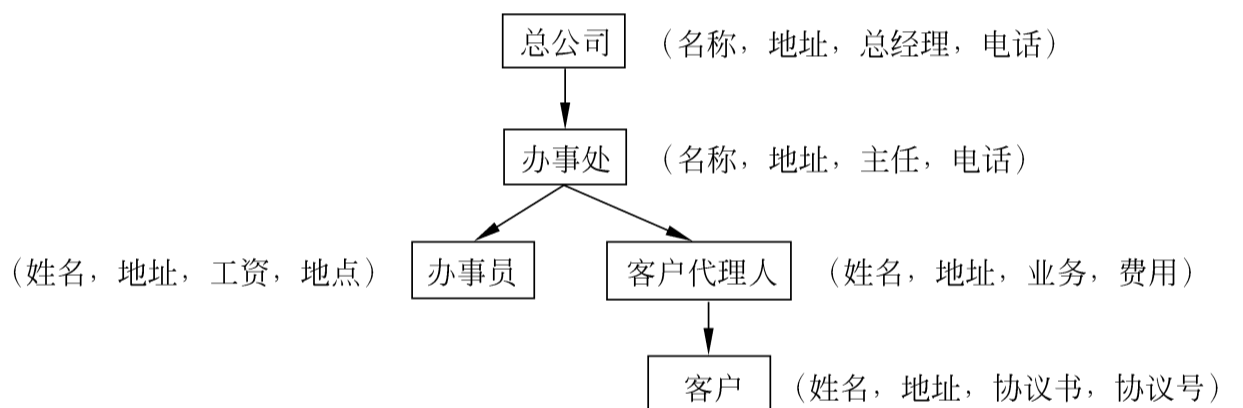 总公司 （名称，地址，总经理，电话）
办事处 （名称，地址，主任，电话）
（姓名，地址，工资，地点） 办事员 客户代理人 （姓名，地址，业务，费用）
客户 （姓名，地址，协议书，协议号）